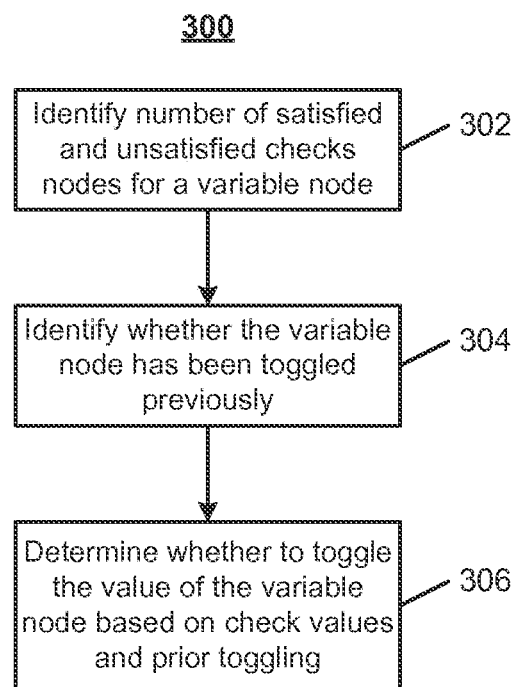 300
Identify number of satisfied
and unsatisfied checks
nodes for a variable node
302
Identify whether the variable
node has been toggled
previously
304
Determine whether to toggle
the value of the variable
node based on check values
and prior toggling
306